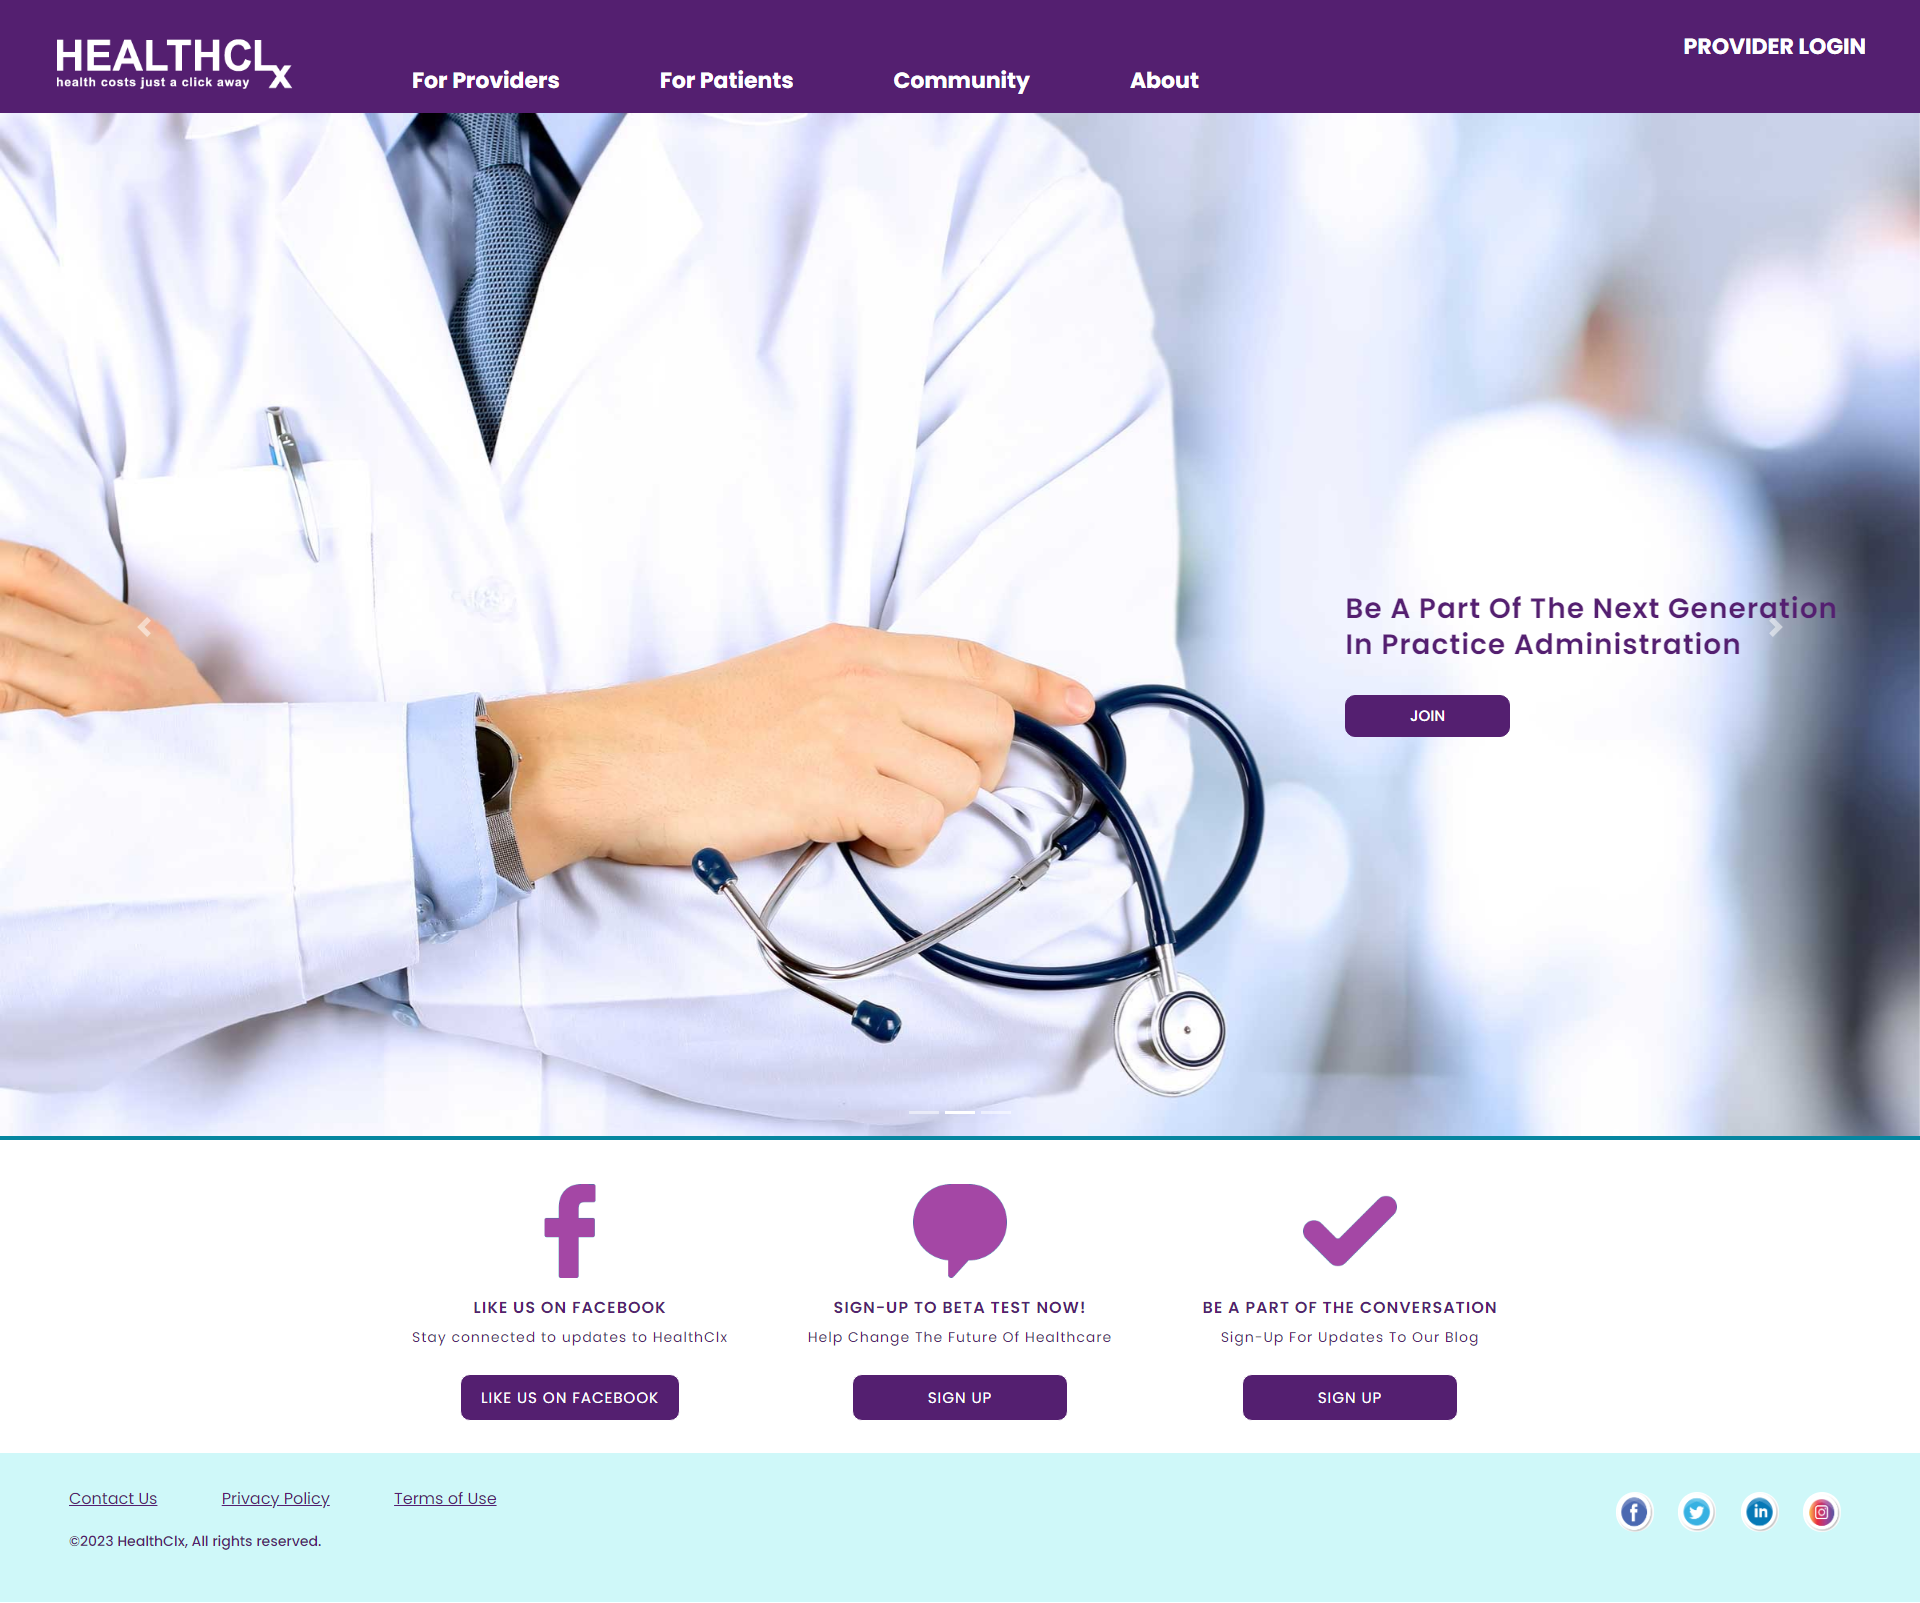 HEALTHCLx
health costs just a click away
For Providers
For Patients
Community
About
PROVIDER LOGIN
Be A Part Of The Next Generation
In Practice Administration
JOIN
LIKE US ON FACEBOOK
Stay connected to updates to HealthClx
LIKE US ON FACEBOOK
SIGN-UP TO BETA TEST NOW!
Help Change The Future Of Healthcare
SIGN UP
BE A PART OF THE CONVERSATION
Sign-Up For Updates To Our Blog
SIGN UP
Contact Us
Privacy Policy
Terms of Use
©2023 HealthClx, All rights reserved.